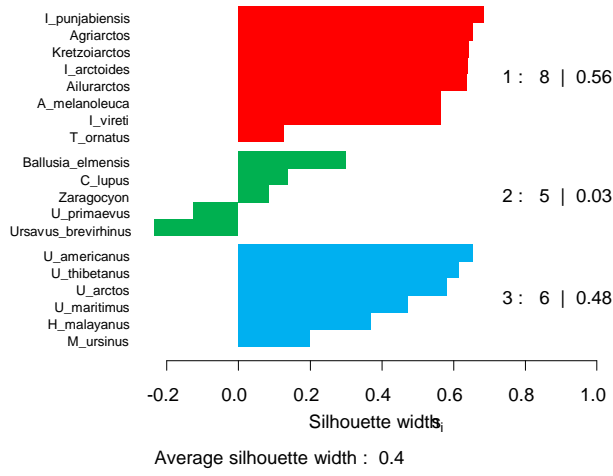 I_punjabiensis
Agriarctos
Kretzoiarctos
I_arctoides
Ailurarctos
A_melanoleuca
I_vireti
T_ornatus
1 : 8 | 0.56
Ballusia_elmensis
C_lupus
Zaragocyon
U_primaevus
Ursavus_brevirhinus
2 : 5 | 0.03
U_americanus
U_thibetanus
U_arctos
U_maritimus
H_malayanus
M_ursinus
3 : 6 | 0.48
-0.2 0.0 0.2 0.4 0.6 0.8 1.0
Silhouette width si
Average silhouette width : 0.4